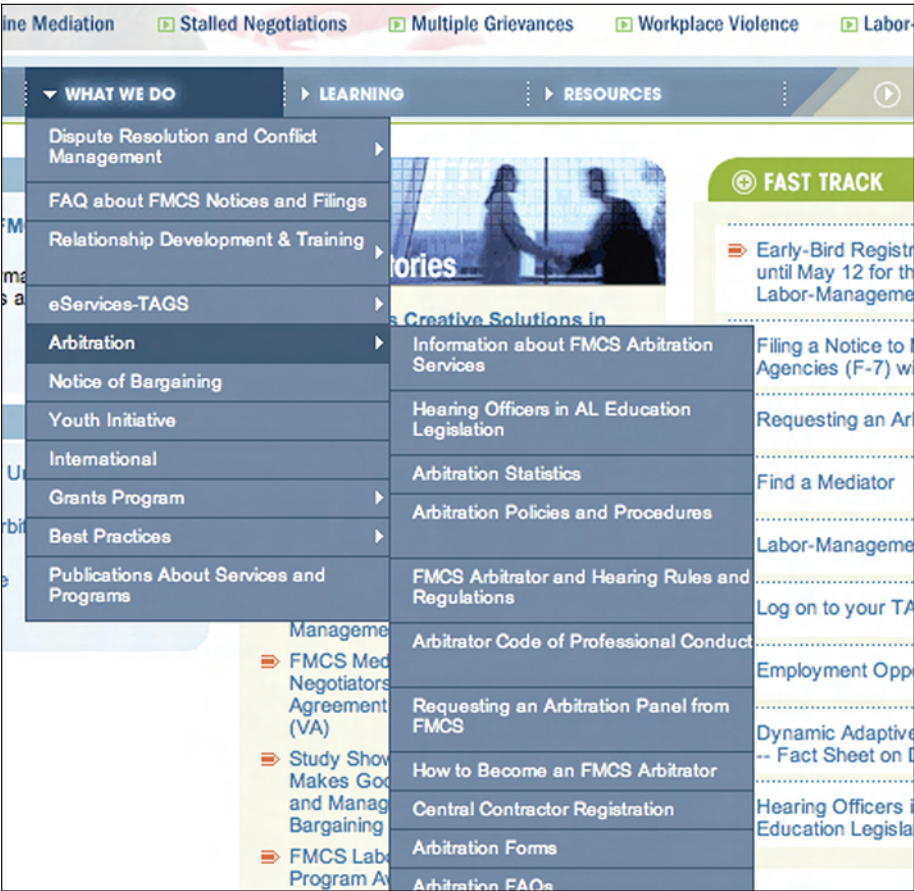 ine Mediation
Stalled Negotiations
Multiple Grievances
Workplace Violence
Labor-
WHAT WE DO
LEARNING
RESOURCES
Dispute Resolution and Conflict
Management
FAQ about FMCS Notices and Filings
Relationship Development & Training
eServices-TAGS
Arbitration
Notice of Bargaining
Youth Initiative
International
Grants Program
Best Practices
Publications About Services and
Programs
Information about FMCS Arbitration
Services
Hearing Officers in AL Education
Legislation
Arbitration Statistics
Arbitration Policies and Procedures
FMCS Arbitrator and Hearing Rules and
Regulations
Arbitrator Code of Professional Conduct
Requesting an Arbitration Panel from
FMCS
How to Become an FMCS Arbitrator
Central Contractor Registration
Arbitration Forms
Arbitration FAQs
tories
s Creative Solutions in
Manageme
FMCS Med
Negotiators
Agreement
(VA)
Study Show
Makes Goo
and Manag
Bargaining
FMCS Labo
Program Av
FAST TRACK
Early-Bird Registr
until May 12 for th
Labor-Manageme
Filing a Notice to
Agencies (F-7) wi
Requesting an Ar
Find a Mediator
Labor-Manageme
Log on to your TA
Employment Oppo
Dynamic Adaptive
-- Fact Sheet on
Hearing Officers i
Education Legisla